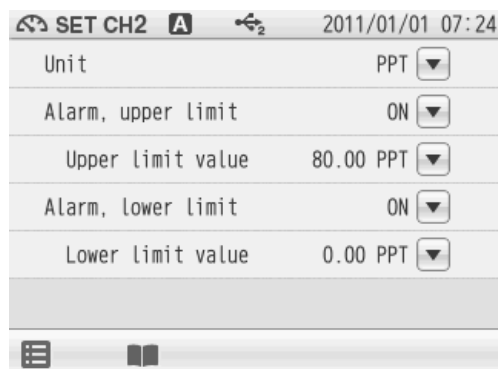 SET CH2 A 2 2011/01/01 07:24
Unit PPT
Alarm, upper limit ON
Upper limit value 80.00 PPT
Alarm, lower limit ON
Lower limit value 0.00 PPT